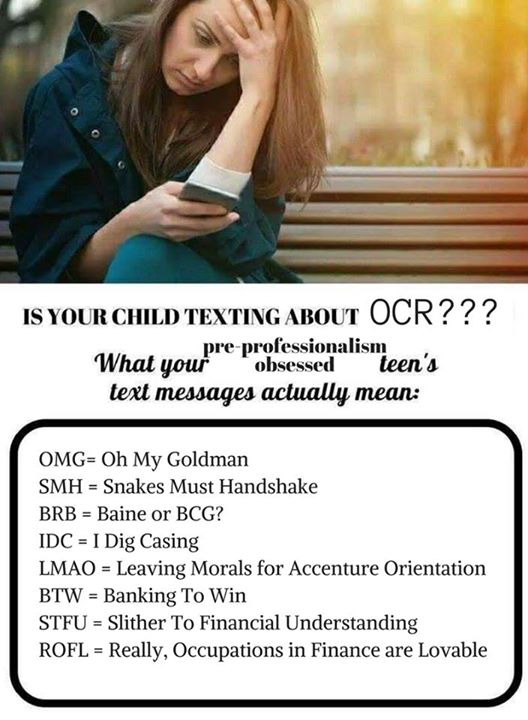 IS YOUR CHILD TEXTING ABOUT OCR???
What your pre-professionalism obsessed teen's
text messages actually mean:
OMG= Oh My Goldman
SMH = Snakes Must Handshake
BRB = Baine or BCG?
IDC = I Dig Casing
LMAO = Leaving Morals for Accenture Orientation
BTW = Banking To Win
STFU = Slither To Financial Understanding
ROFL = Really, Occupations in Finance are Lovable